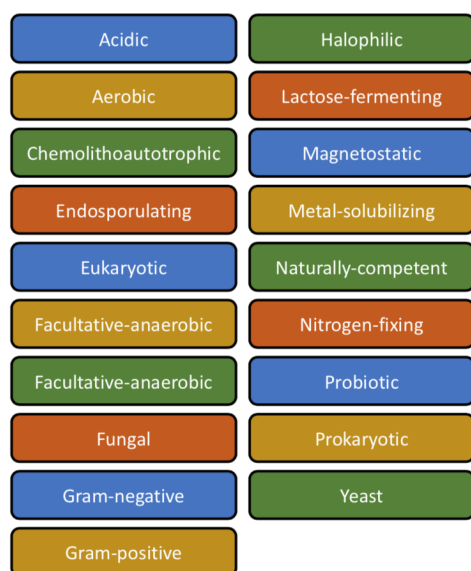 Acidic
Aerobic
Chemolithoautotrophic
Endosporulating
Eukaryotic
Facultative-anaerobic
Facultative-anaerobic
Fungal
Gram-negative
Gram-positive
Halophilic
Lactose-fermenting
Magnetostatic
Metal-solubilizing
Naturally-competent
Nitrogen-fixing
Probiotic
Prokaryotic
Yeast